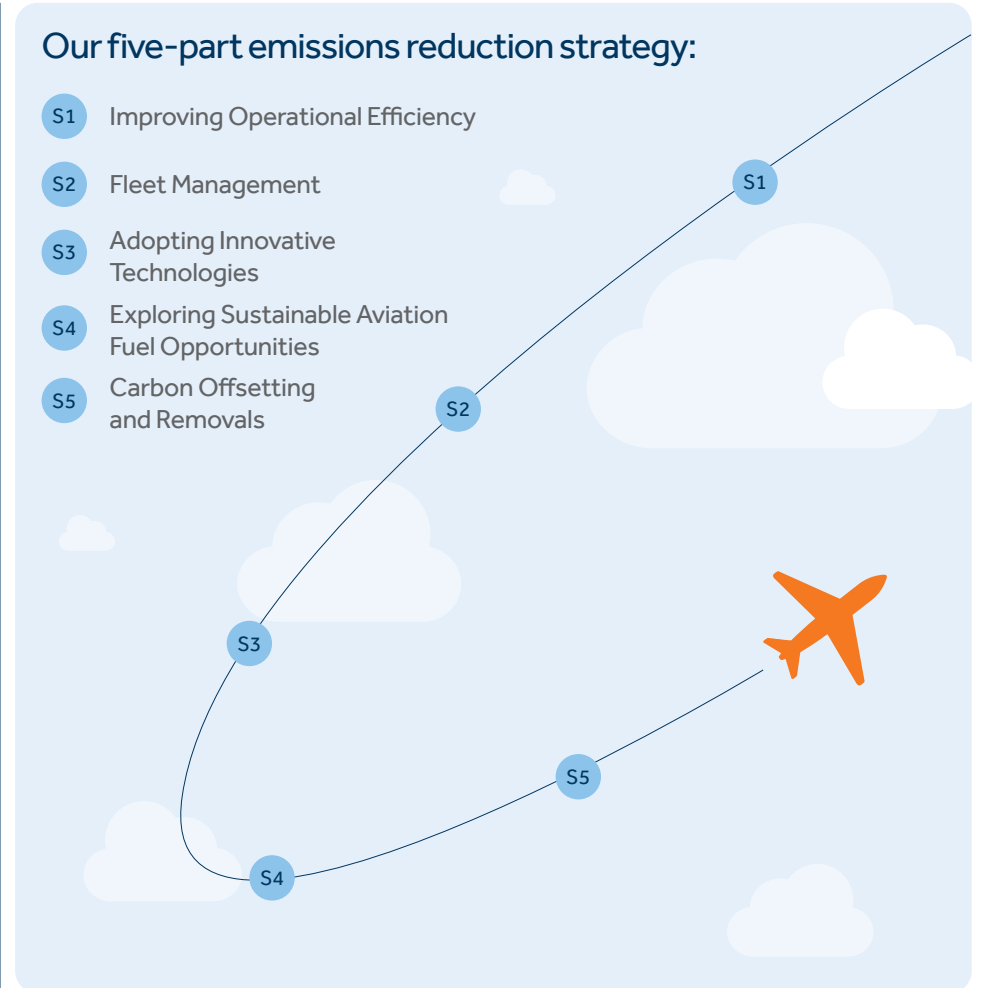 Our five-part emissions reduction strategy:
S1 Improving Operational Efficiency
S2 Fleet Management
S3 Adopting Innovative
Technologies
S4 Exploring Sustainable Aviation
Fuel Opportunities
S5 Carbon Offsetting
and Removals
S1
S2
S3
S5
S4